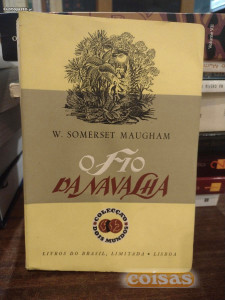 W. SOMERSET MAUGHAM
O FIO
DA NAVALHA
COLECÇÃO
DOIS MUNDOS
LIVROS DO BRASIL, LIMITADA • LISBOA
coisas